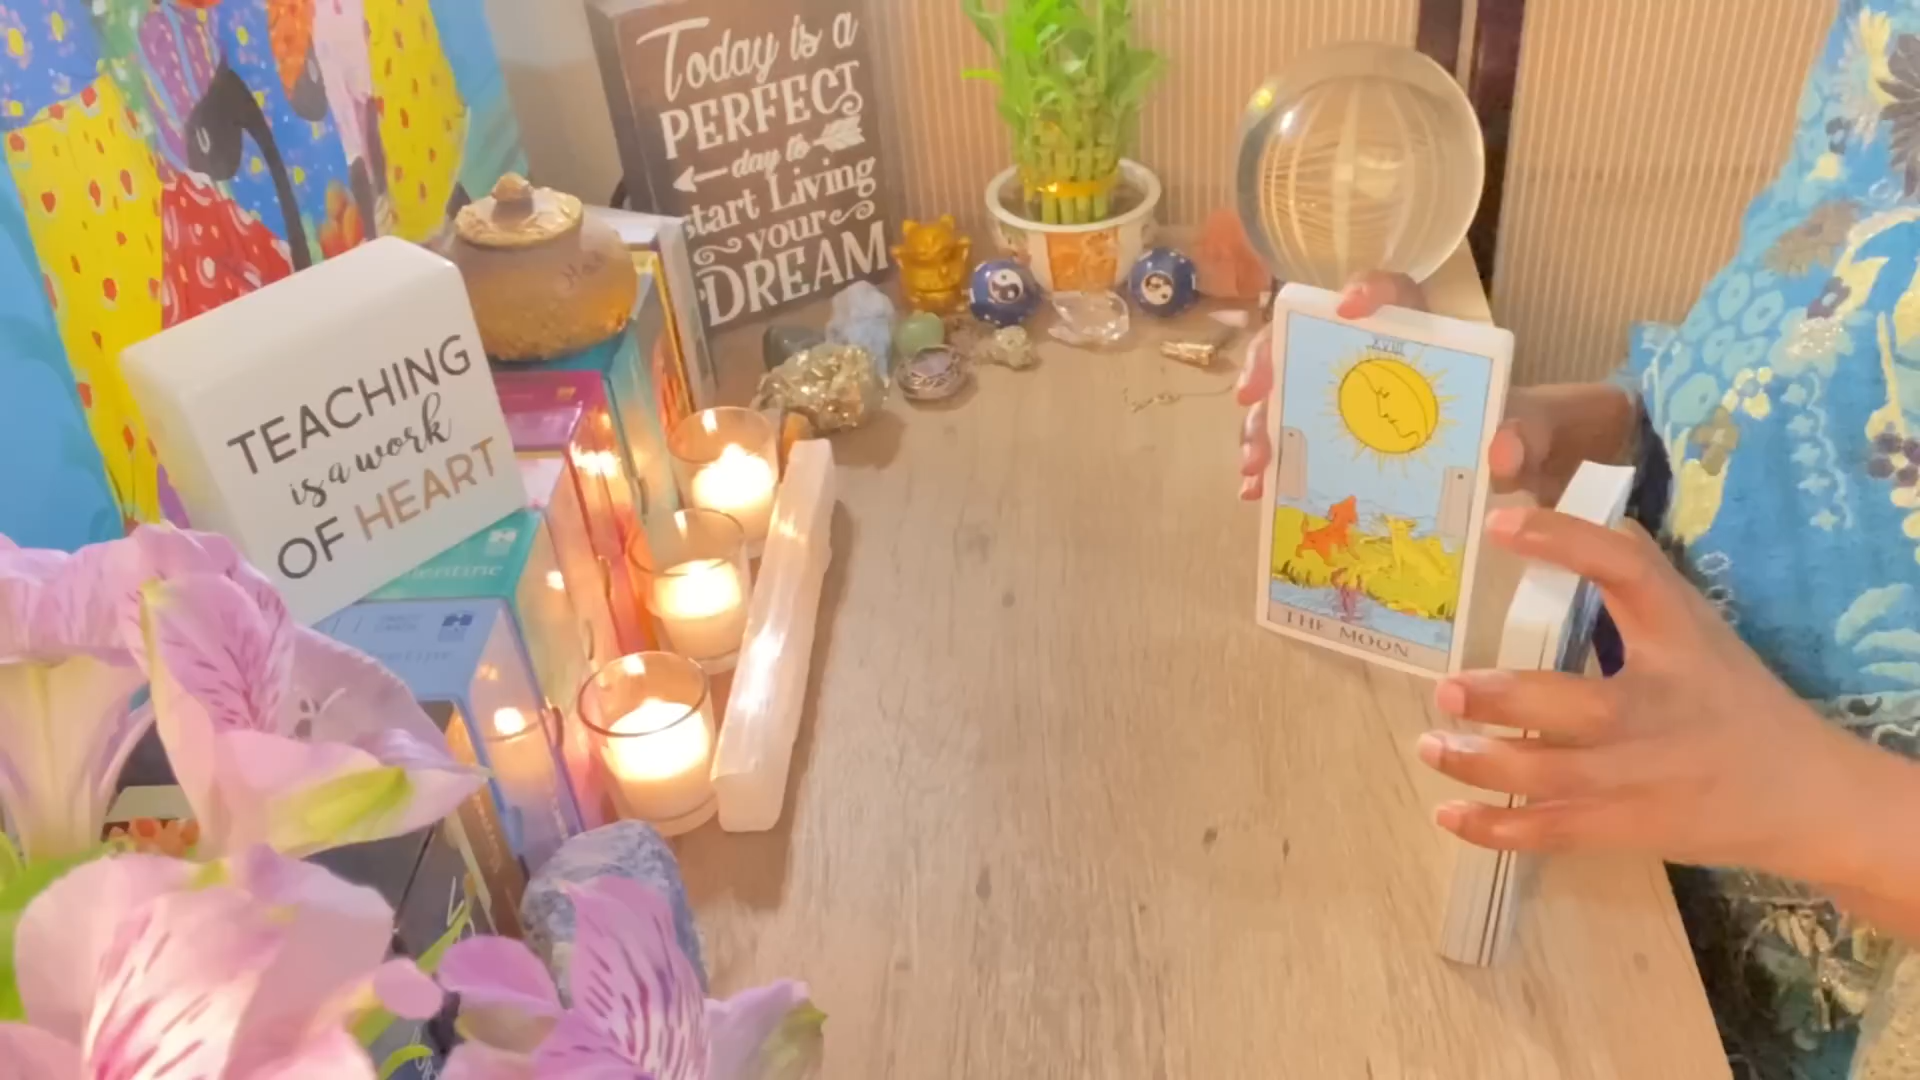 Today is a
PERFECT
day to
start Living
your
DREAM
TEACHING
is a work
OF HEART
XVIII
THE MOON